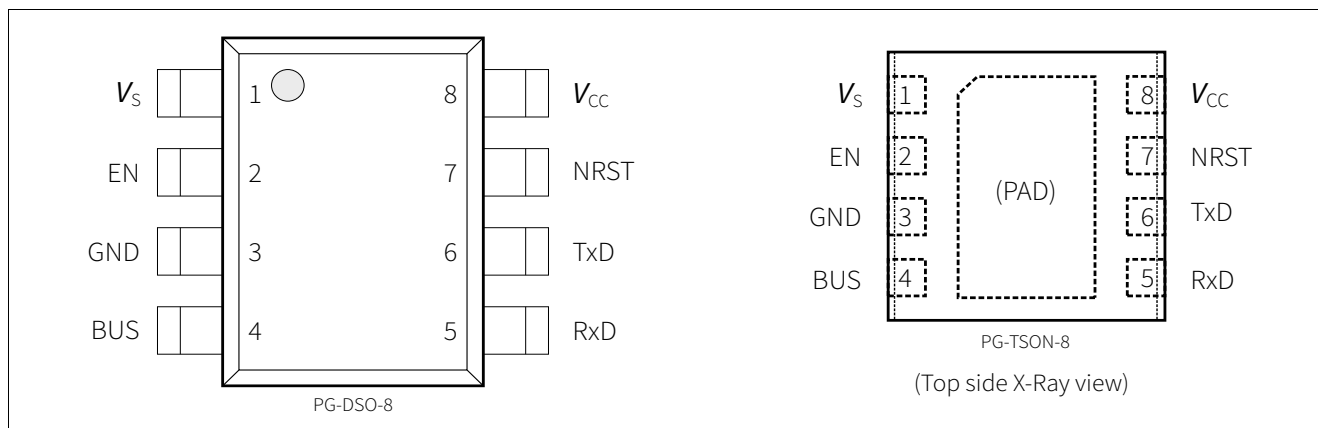 VS 1 8 VCC
EN 2 7 NRST
GND 3 6 TxD
BUS 4 5 RxD
PG-DSO-8
VS 1 8 VCC
EN 2 7 NRST
(PAD)
GND 3 6 TxD
BUS 4 5 RxD
PG-TSON-8
(Top side X-Ray view)